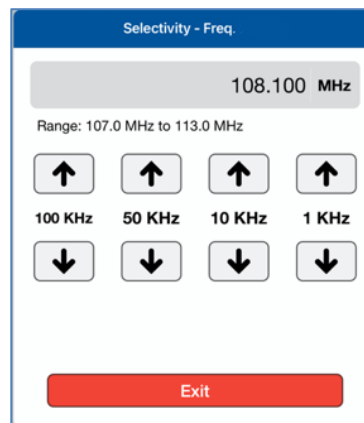 Selectivity - Freq.
108.100 MHz
Range: 107.0 MHz to 113.0 MHz
100 KHz 50 KHz 10 KHz 1 KHz
Exit